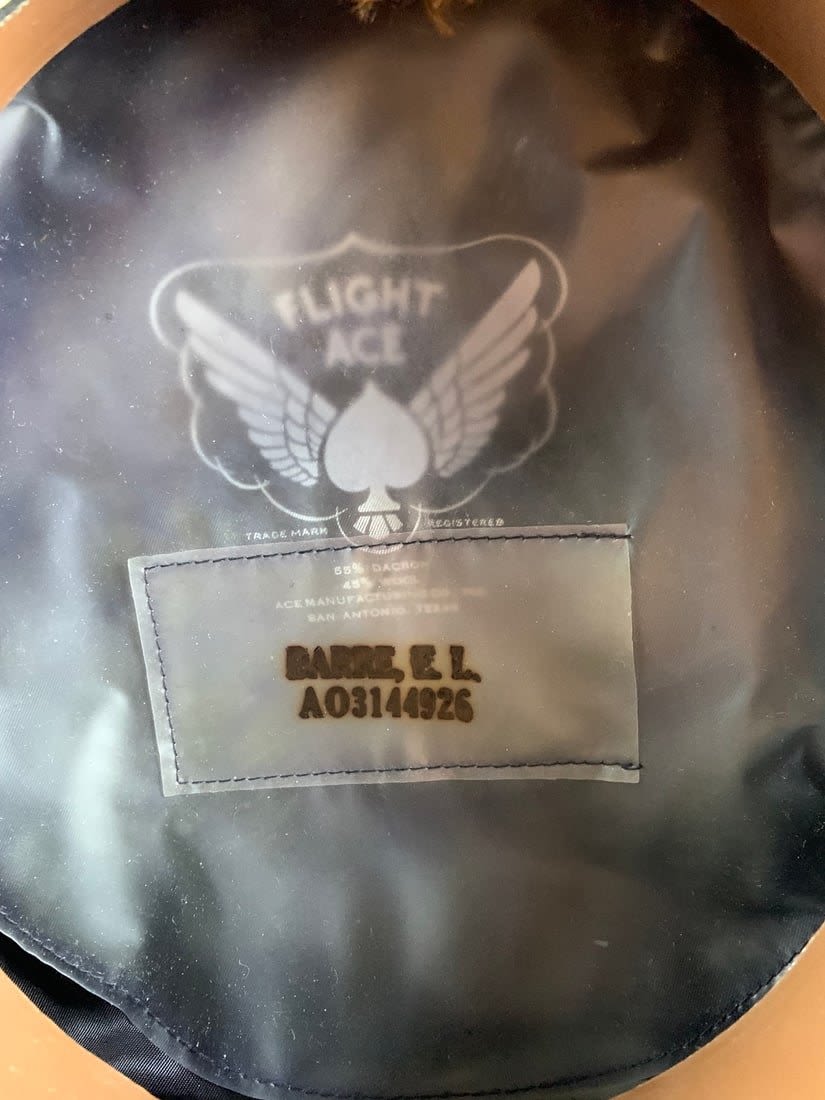 FLIGHT
ACE
TRADE MARK REGISTERED
55% DACRON
45% WOOL
ACE MANUFACTURING CO., INC.
SAN ANTONIO, TEXAS
BARRE, E. L.
AO3144926